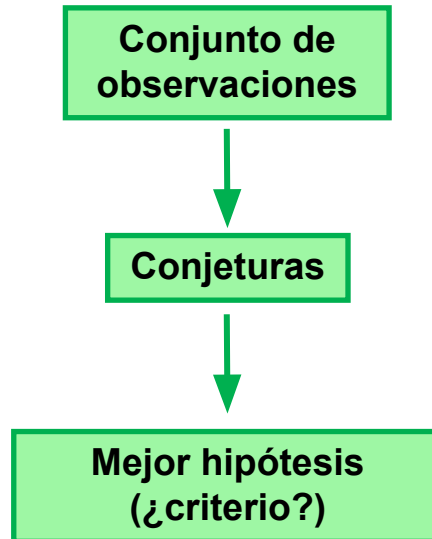 Conjunto de
observaciones
Conjeturas
Mejor hipótesis
(¿criterio?)